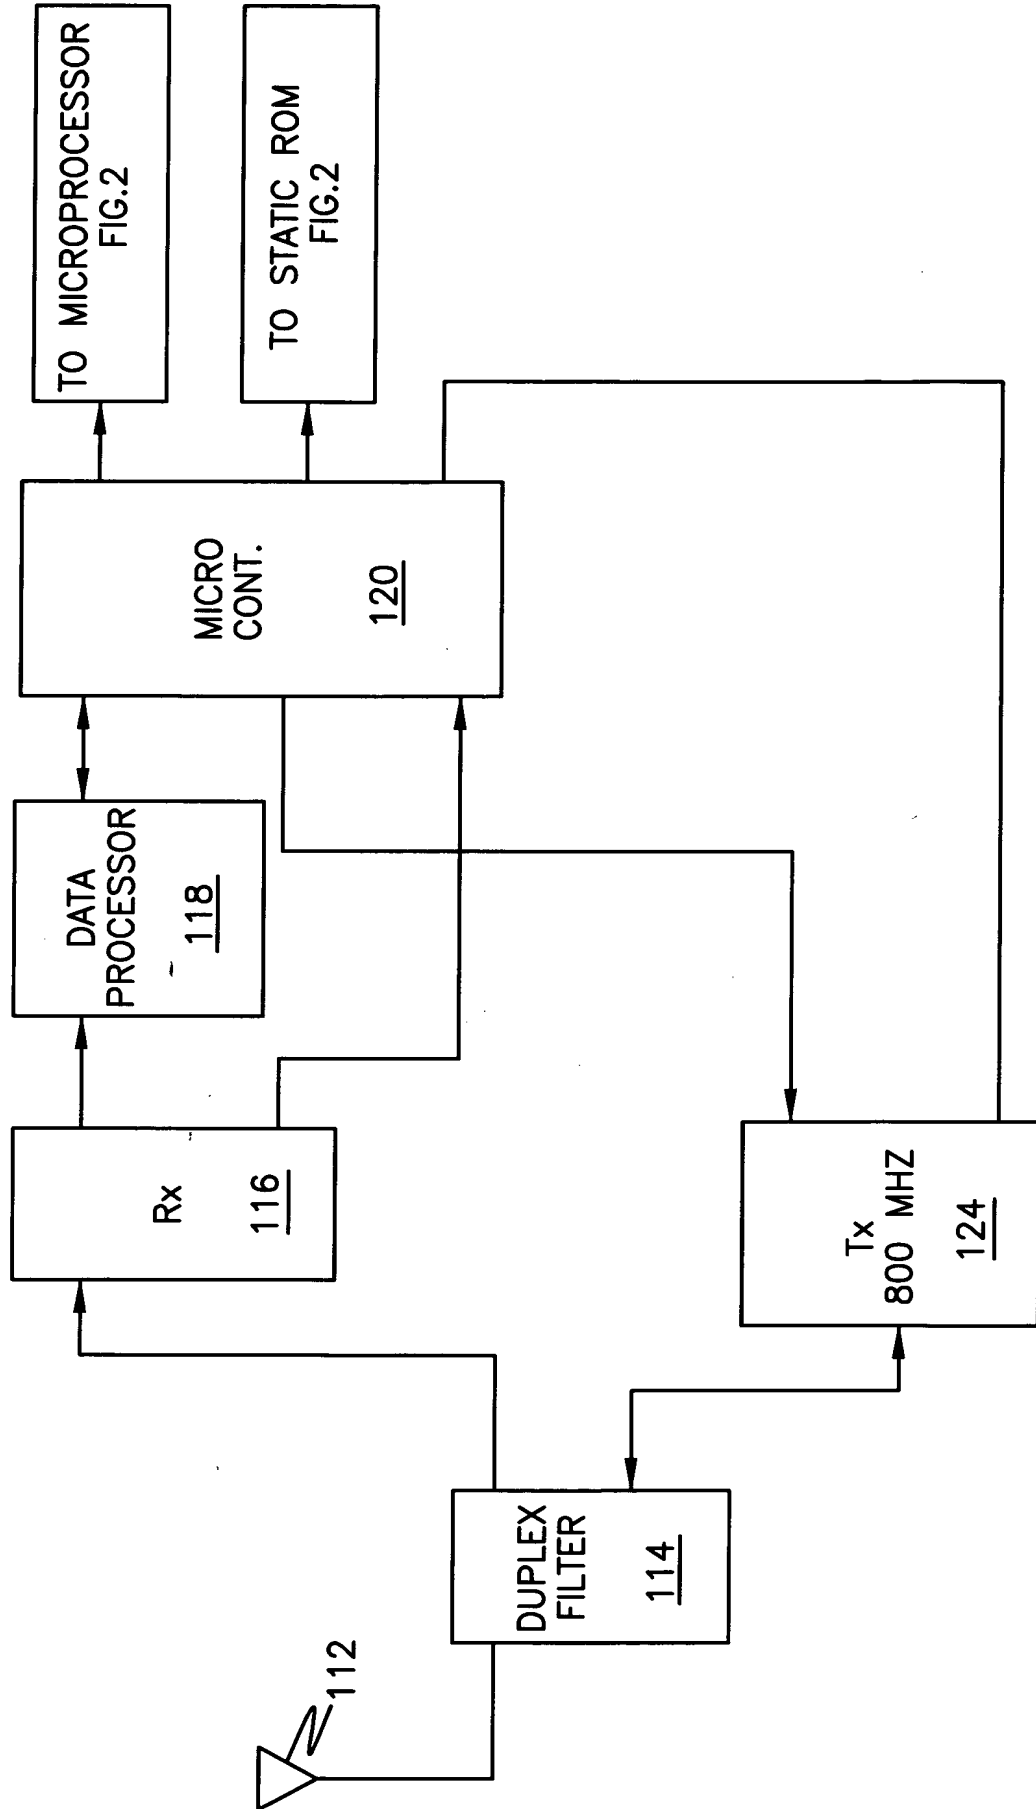 112
DUPLEX
FILTER
114
Rx
116
DATA
PROCESSOR
118
MICRO
CONT.
120
TO MICROPROCESSOR
FIG.2
TO STATIC ROM
FIG.2
Tx
800 MHZ
124